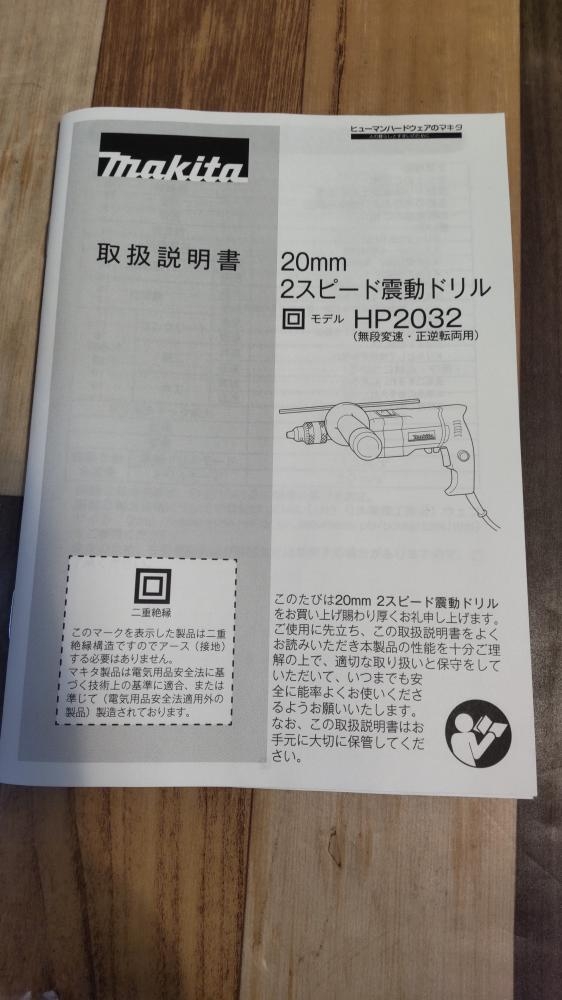 ヒューマンハードウェアのマキタ
makita
取扱説明書
20mm
2スピード震動ドリル
回 モデル HP2032
(無段変速・正逆転両用)
makita
二重絶縁
このマークを表示した製品は二重
絶縁構造ですのでアース（接地）
する必要はありません。
マキタ製品は電気用品安全法に基
づく技術上の基準に適合、または
準じて（電気用品安全法適用外の
製品）製造されております。
このたびは20mm 2スピード震動ドリル
をお買い上げ賜わり厚くお礼申し上げます。
ご使用に先立ち、この取扱説明書をよく
お読みいただき本製品の性能を十分ご理
解の上で、適切な取り扱いと保守をして
いただいて、いつまでも安
全に能率よくお使いくださ
るようお願いいたします。
なお、この取扱説明書はお
手元に大切に保管してくだ
さい。